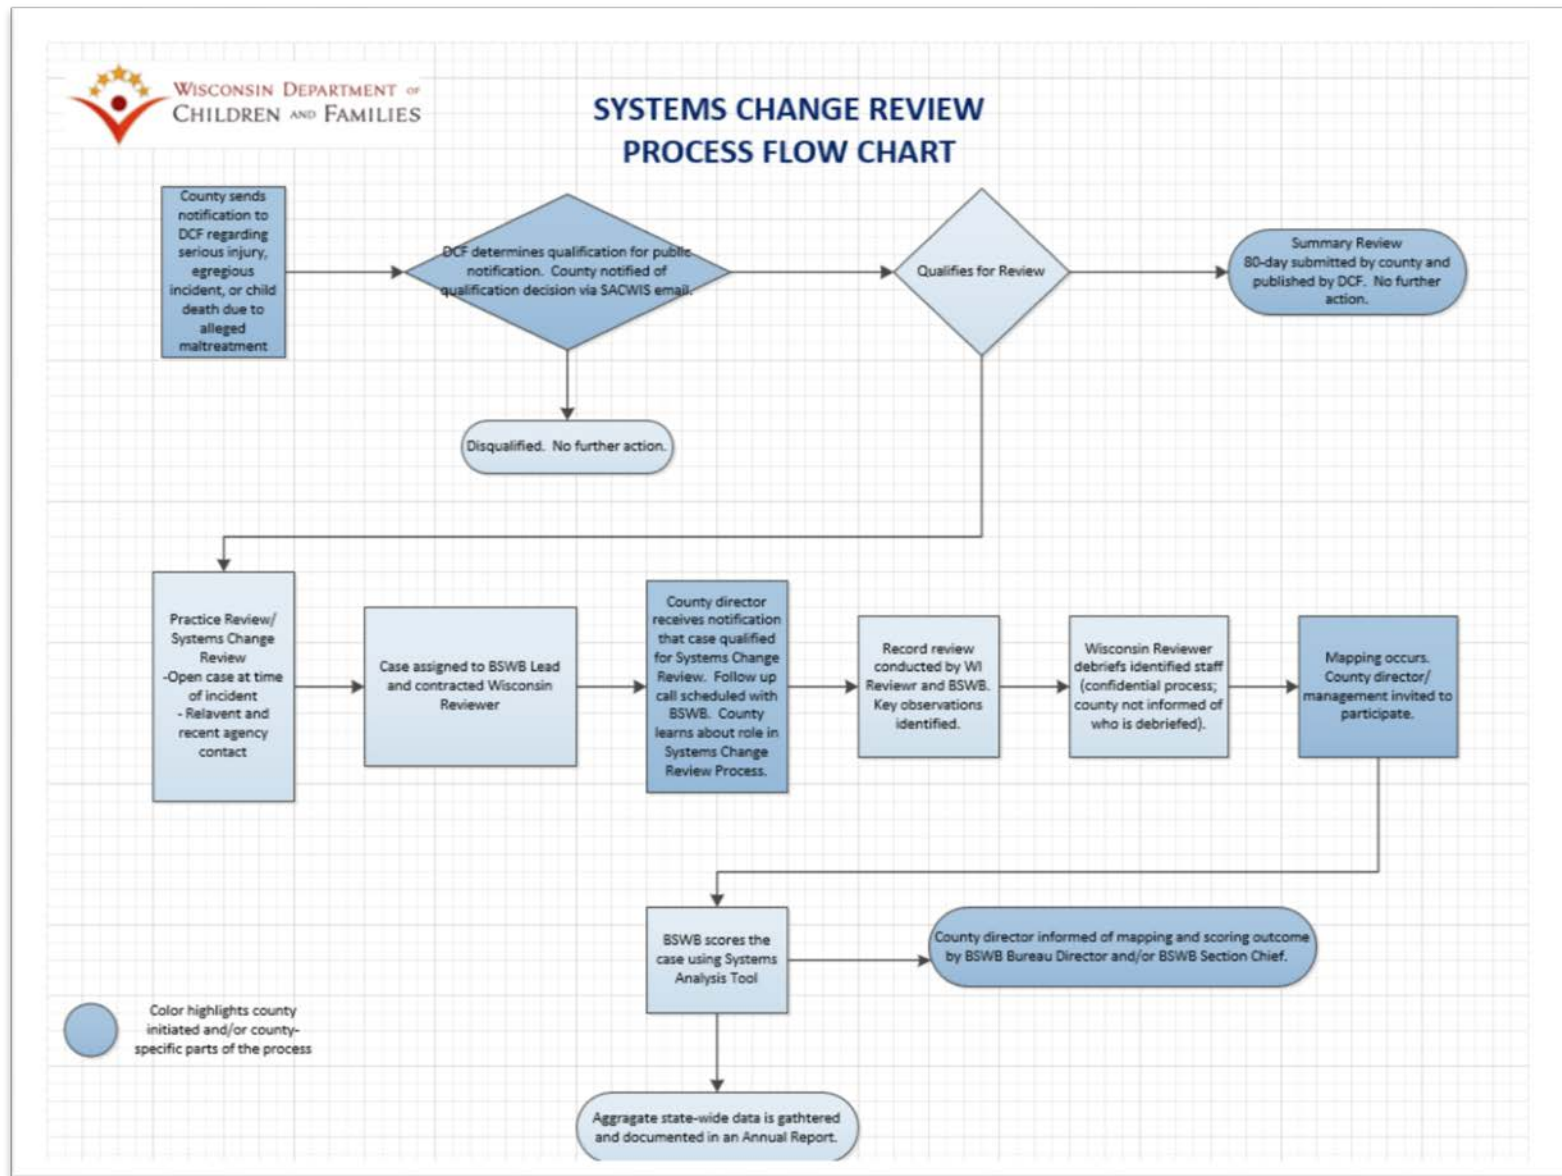 WISCONSIN DEPARTMENT OF
CHILDREN AND FAMILIES
SYSTEMS CHANGE REVIEW
PROCESS FLOW CHART
County sends
notification to
DCF regarding
serious injury,
egregious
incident, or child
death due to
alleged
maltreatment
DCF determines qualification for public
notification. County notified of
qualification decision via SACWIS email.
Qualifies for Review
Summary Review
80-day submitted by county and
published by DCF. No further
action.
Disqualified. No further action.
Practice Review/
Systems Change
Review
-Open case at time
of incident
- Relavent and
recent agency
contact
Case assigned to BSWB Lead
and contracted Wisconsin
Reviewer
County director
receives notification
that case qualified
for Systems Change
Review. Follow up
call scheduled with
BSWB. County
learns about role in
Systems Change
Review Process.
Record review
conducted by WI
Reviewr and BSWB.
Key observations
identified.
Wisconsin Reviewer
debriefs identified staff
(confidential process;
county not informed of
who is debriefed).
Mapping occurs.
County director/
management invited to
participate.
BSWB scores the
case using Systems
Analysis Tool
County director informed of mapping and scoring outcome
by BSWB Bureau Director and/or BSWB Section Chief.
Color highlights county
initiated and/or county-
specific parts of the process
Aggragate state-wide data is gathtered
and documented in an Annual Report.